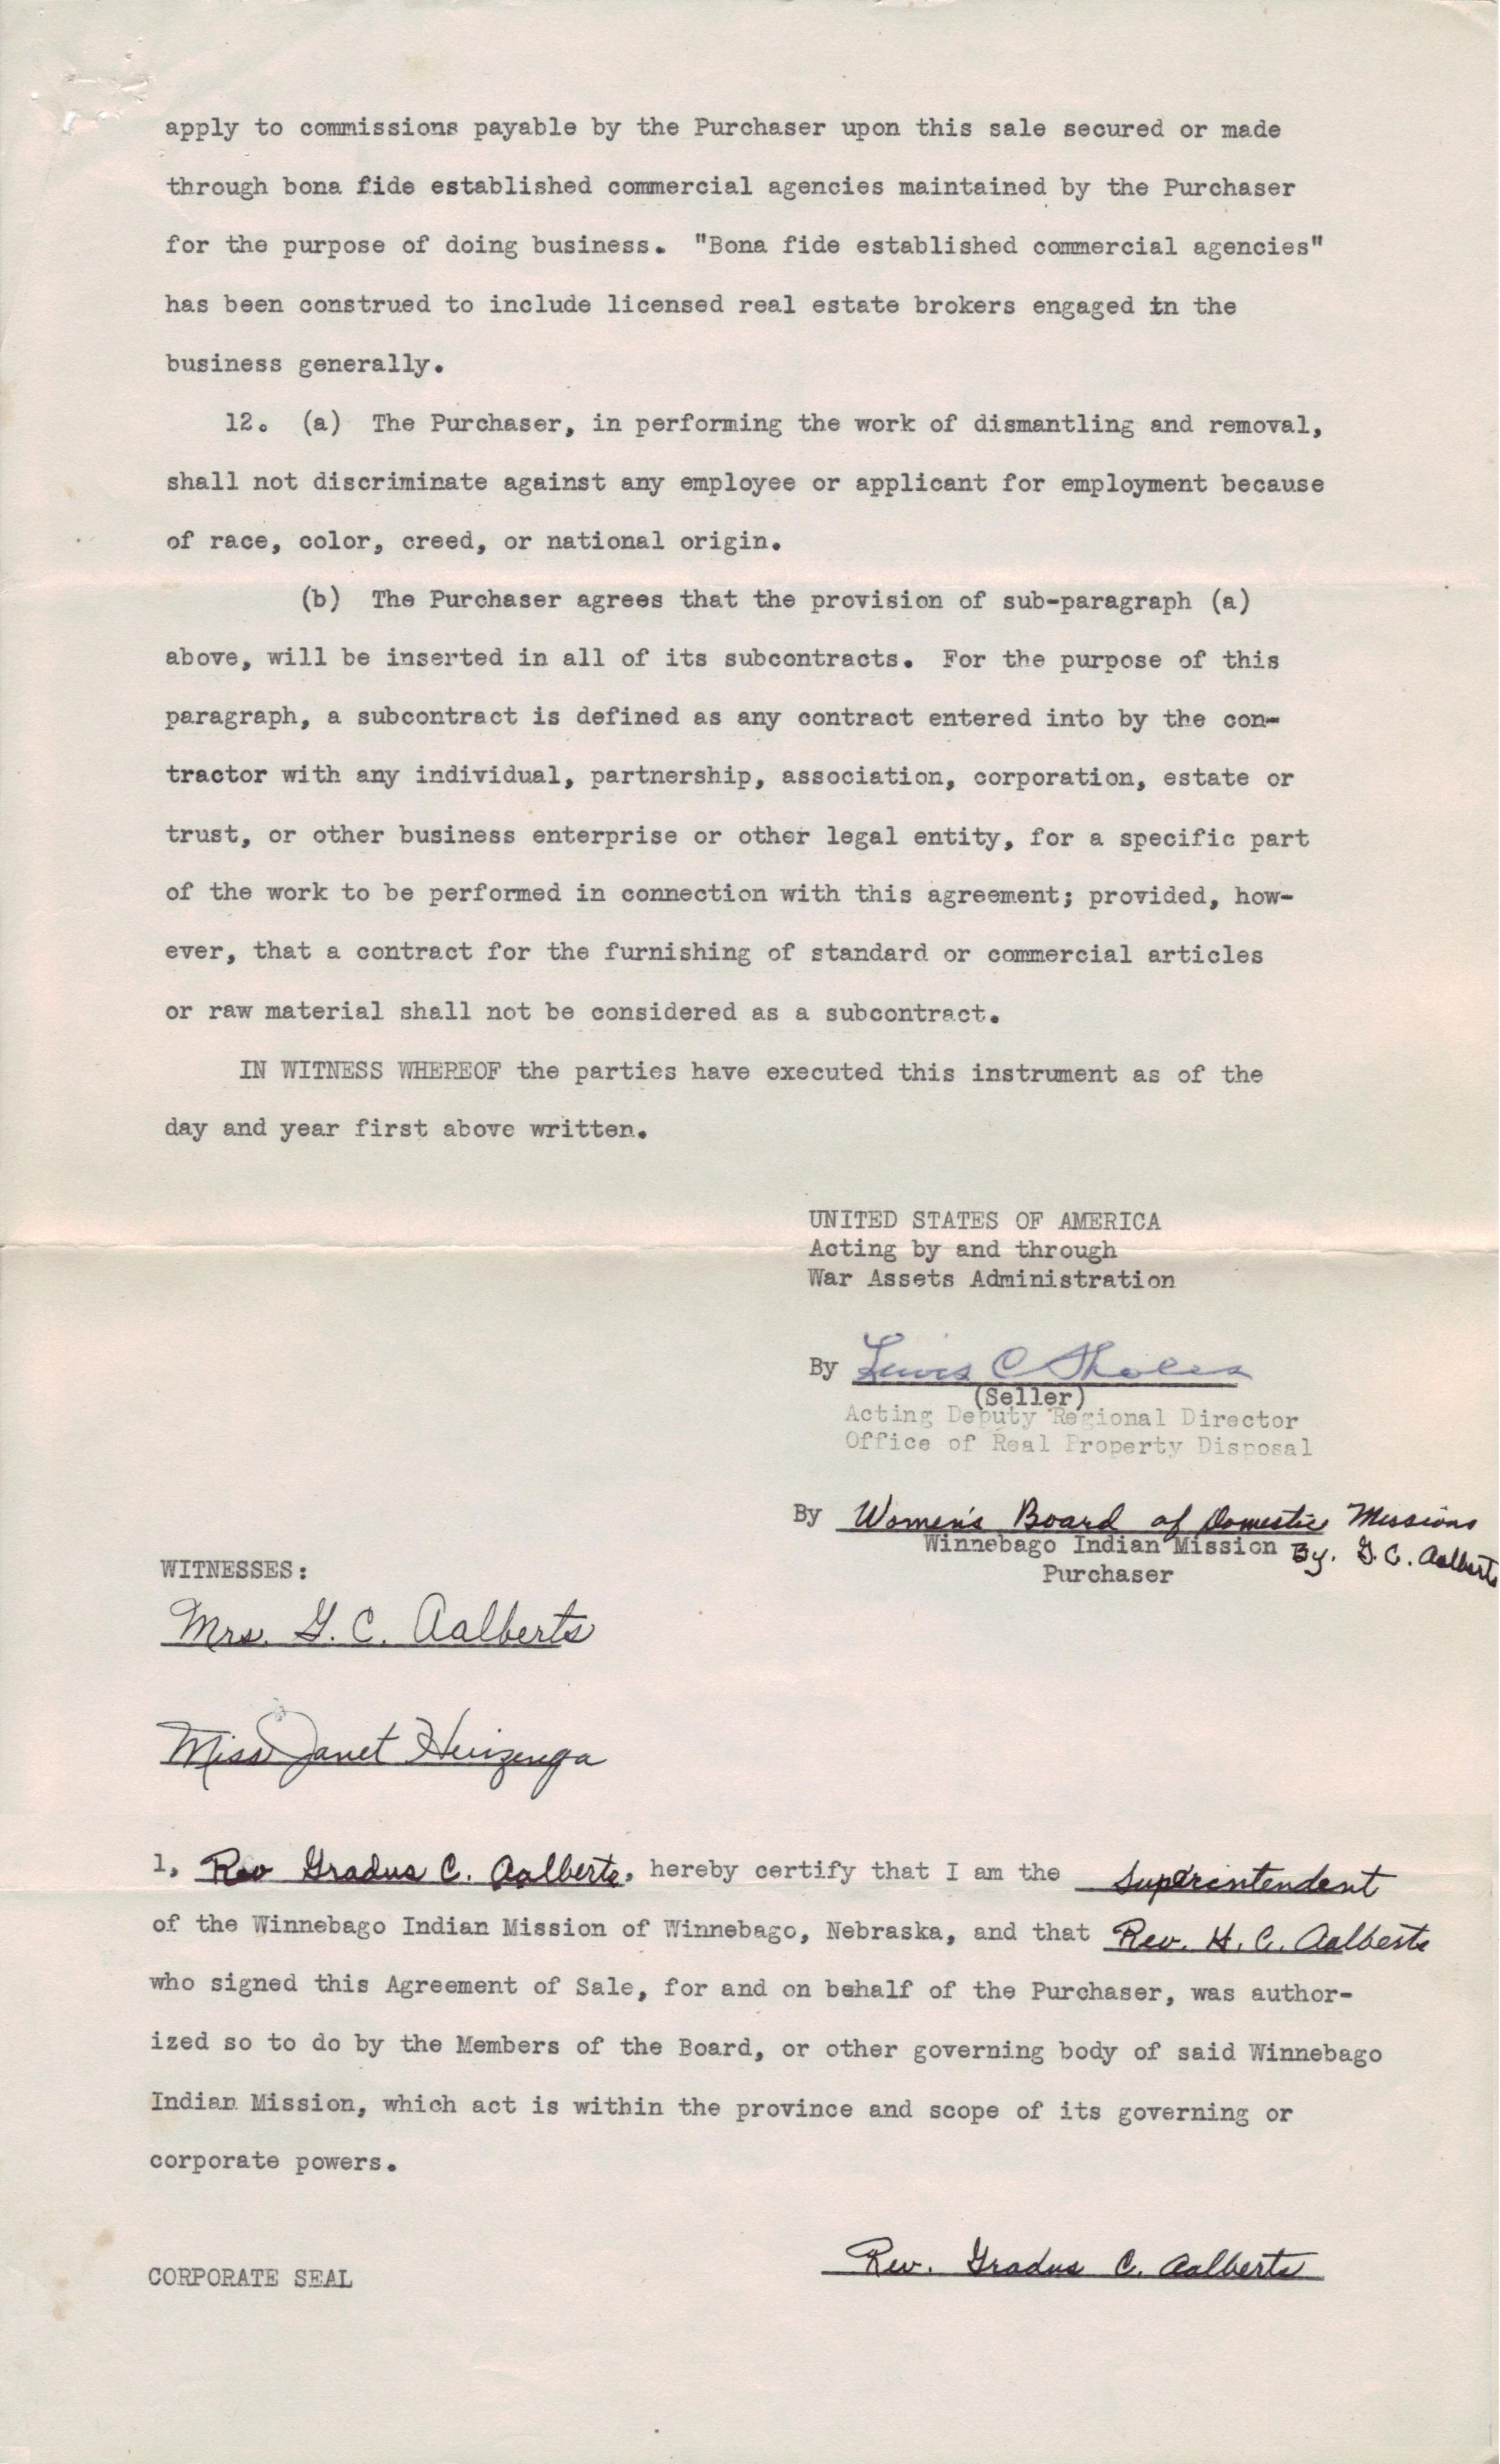 apply to commissions payable by the Purchaser upon this sale secured or made
through bona fide established commercial agencies maintained by the Purchaser
for the purpose of doing business. "Bona fide established commercial agencies"
has been construed to include licensed real estate brokers engaged in the
business generally.
12. (a) The Purchaser, in performing the work of dismantling and removal,
shall not discriminate against any employee or applicant for employment because
of race, color, creed, or national origin.
(b) The Purchaser agrees that the provision of sub-paragraph (a)
above, will be inserted in all of its subcontracts. For the purpose of this
paragraph, a subcontract is defined as any contract entered into by the con-
tractor with any individual, partnership, association, corporation, estate or
trust, or other business enterprise or other legal entity, for a specific part
of the work to be performed in connection with this agreement; provided, how-
ever, that a contract for the furnishing of standard or commercial articles
or raw material shall not be considered as a subcontract.
IN WITNESS WHEREOF the parties have executed this instrument as of the
day and year first above written.
UNITED STATES OF AMERICA
Acting by and through
War Assets Administration
By Lewis C Sholes
(Seller)
Acting Deputy Regional Director
Office of Real Property Disposal
By Women's Board of Domestic Missions
Winnebago Indian Mission By. G. C. Aalberts
Purchaser
WITNESSES:
Mrs. G. C. Aalberts
Miss Janet Huizenga
I, Rev Gradus C. Aalberts, hereby certify that I am the Superintendent
of the Winnebago Indian Mission of Winnebago, Nebraska, and that Rev. H. C. Aalberts
who signed this Agreement of Sale, for and on behalf of the Purchaser, was author-
ized so to do by the Members of the Board, or other governing body of said Winnebago
Indian Mission, which act is within the province and scope of its governing or
corporate powers.
Rev. Gradus C. Aalberts
CORPORATE SEAL